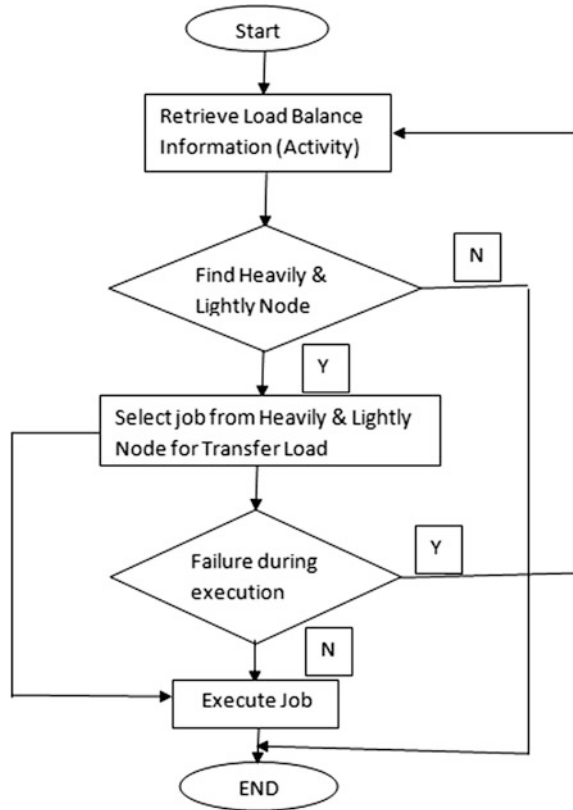 Start
Retrieve Load Balance
Information (Activity)
N
Find Heavily &
Lightly Node
Y
Select job from Heavily & Lightly
Node for Transfer Load
Y
Failure during
execution
N
Execute Job
END